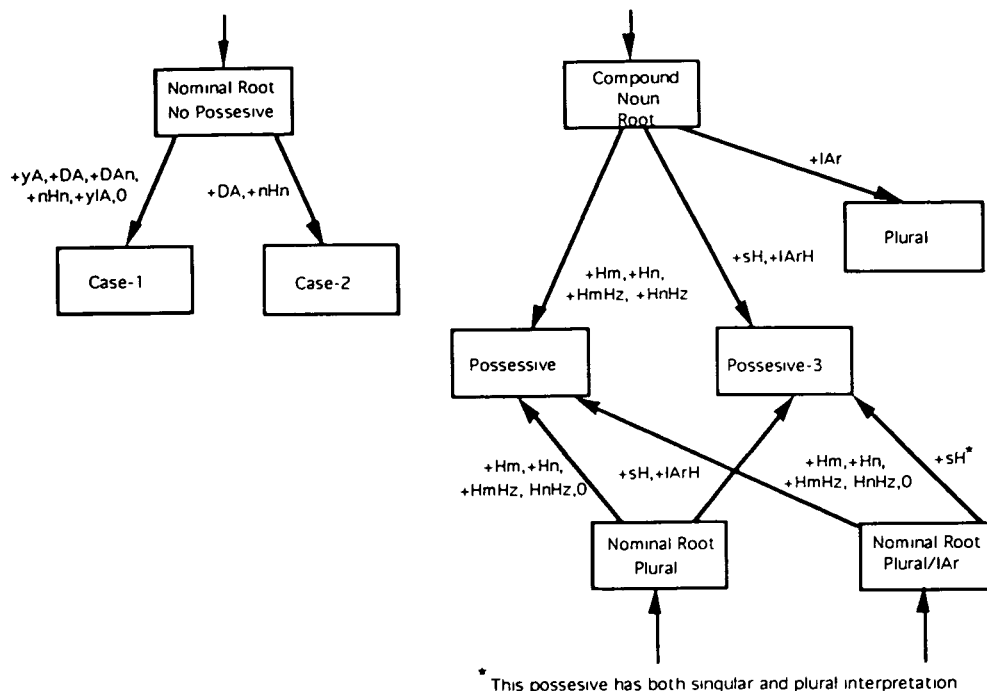 Nominal Root
No Possesive
+yA,+DA,+DAn,
+nHn,+ylA,0
+DA,+nHn
Case-1
Case-2
Compound
Noun
Root
+lAr
Plural
+Hm,+Hn,
+HmHz, +HnHz
+sH,+lArH
Possessive
Possesive-3
+Hm,+Hn,
+HmHz, HnHz,0
+sH,+lArH
+Hm,+Hn,
+HmHz, HnHz,0
+sH*
Nominal Root
Plural
Nominal Root
Plural/lAr
* This possesive has both singular and plural interpretation